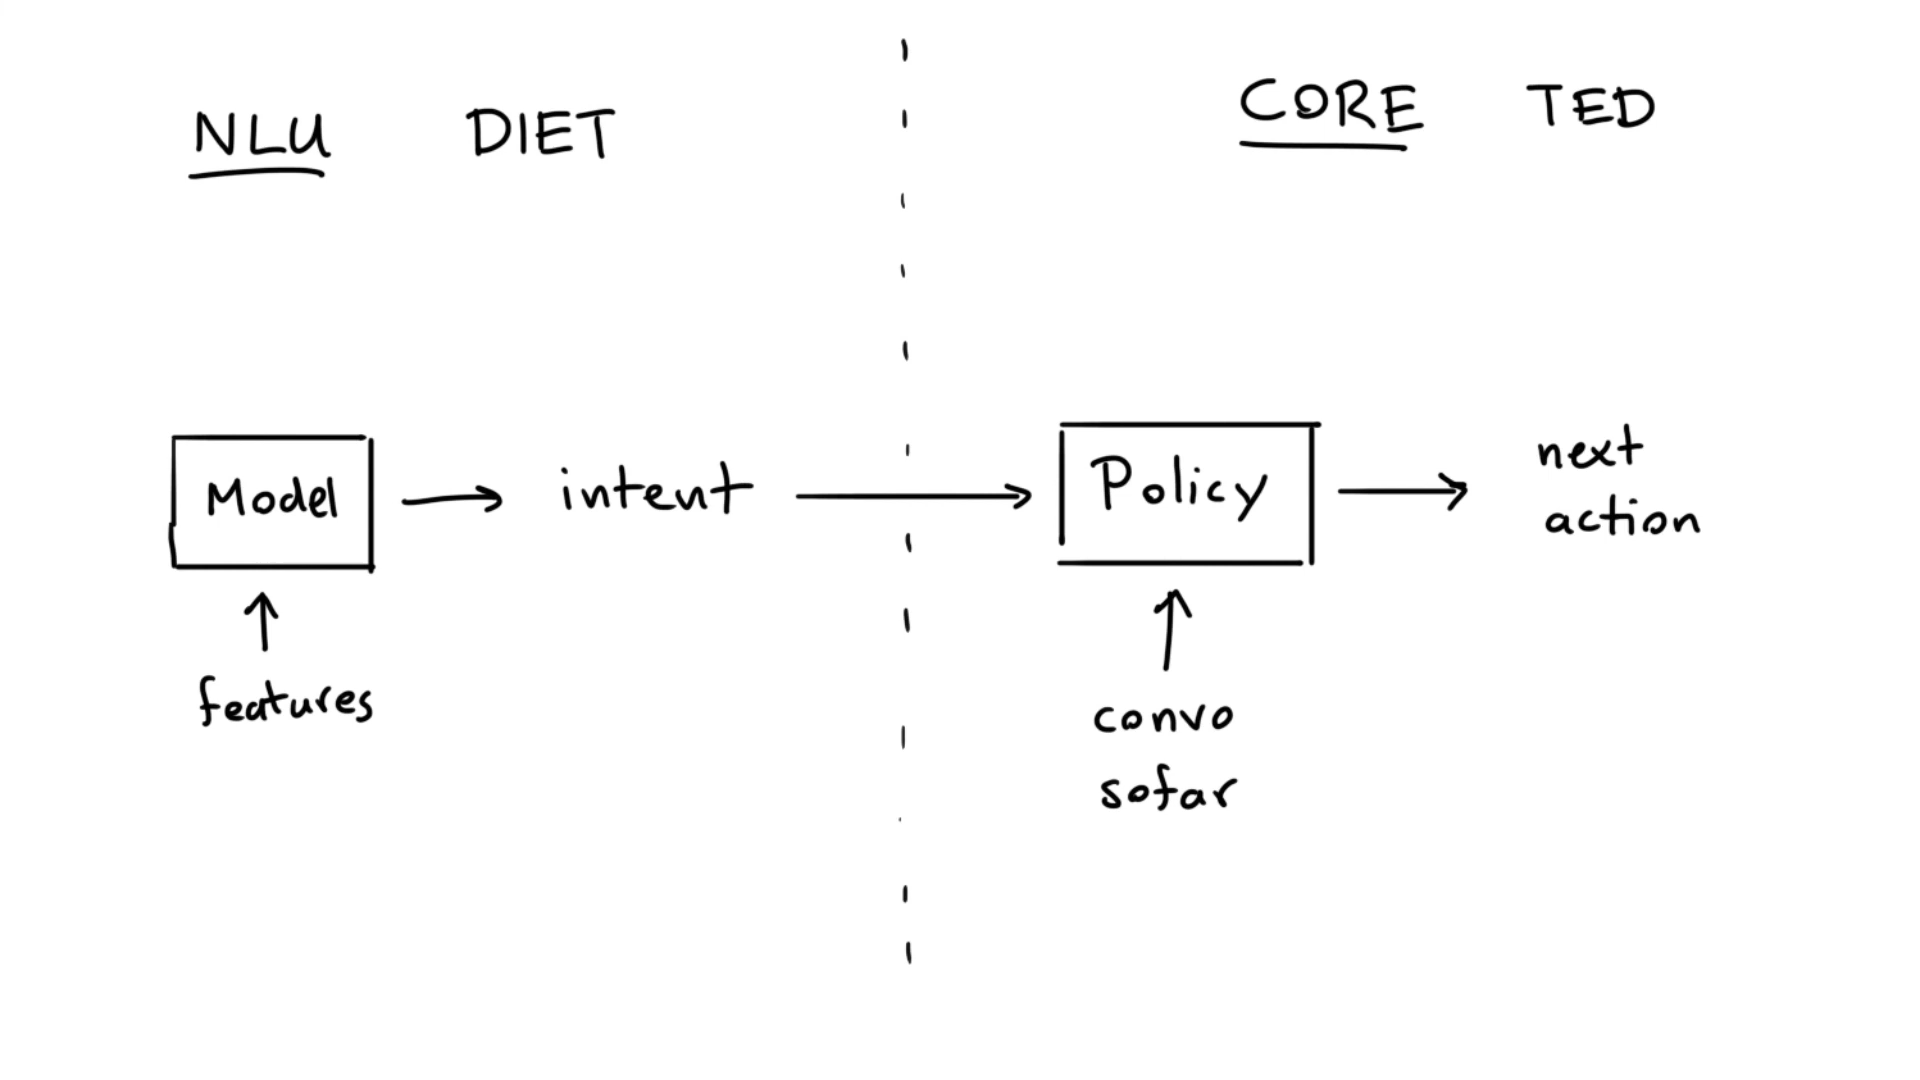 NLU DIET
CORE TED
Model
intent
features
Policy
next
action
convo
sofar